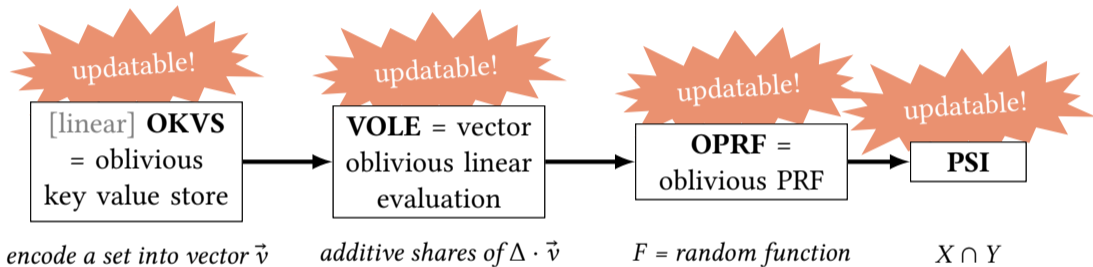 updatable!
[linear] OKVS
= oblivious
key value store
encode a set into vector v⃗
updatable!
VOLE = vector
oblivious linear
evaluation
additive shares of Δ · v⃗
updatable!
OPRF =
oblivious PRF
F = random function
updatable!
PSI
X ∩ Y